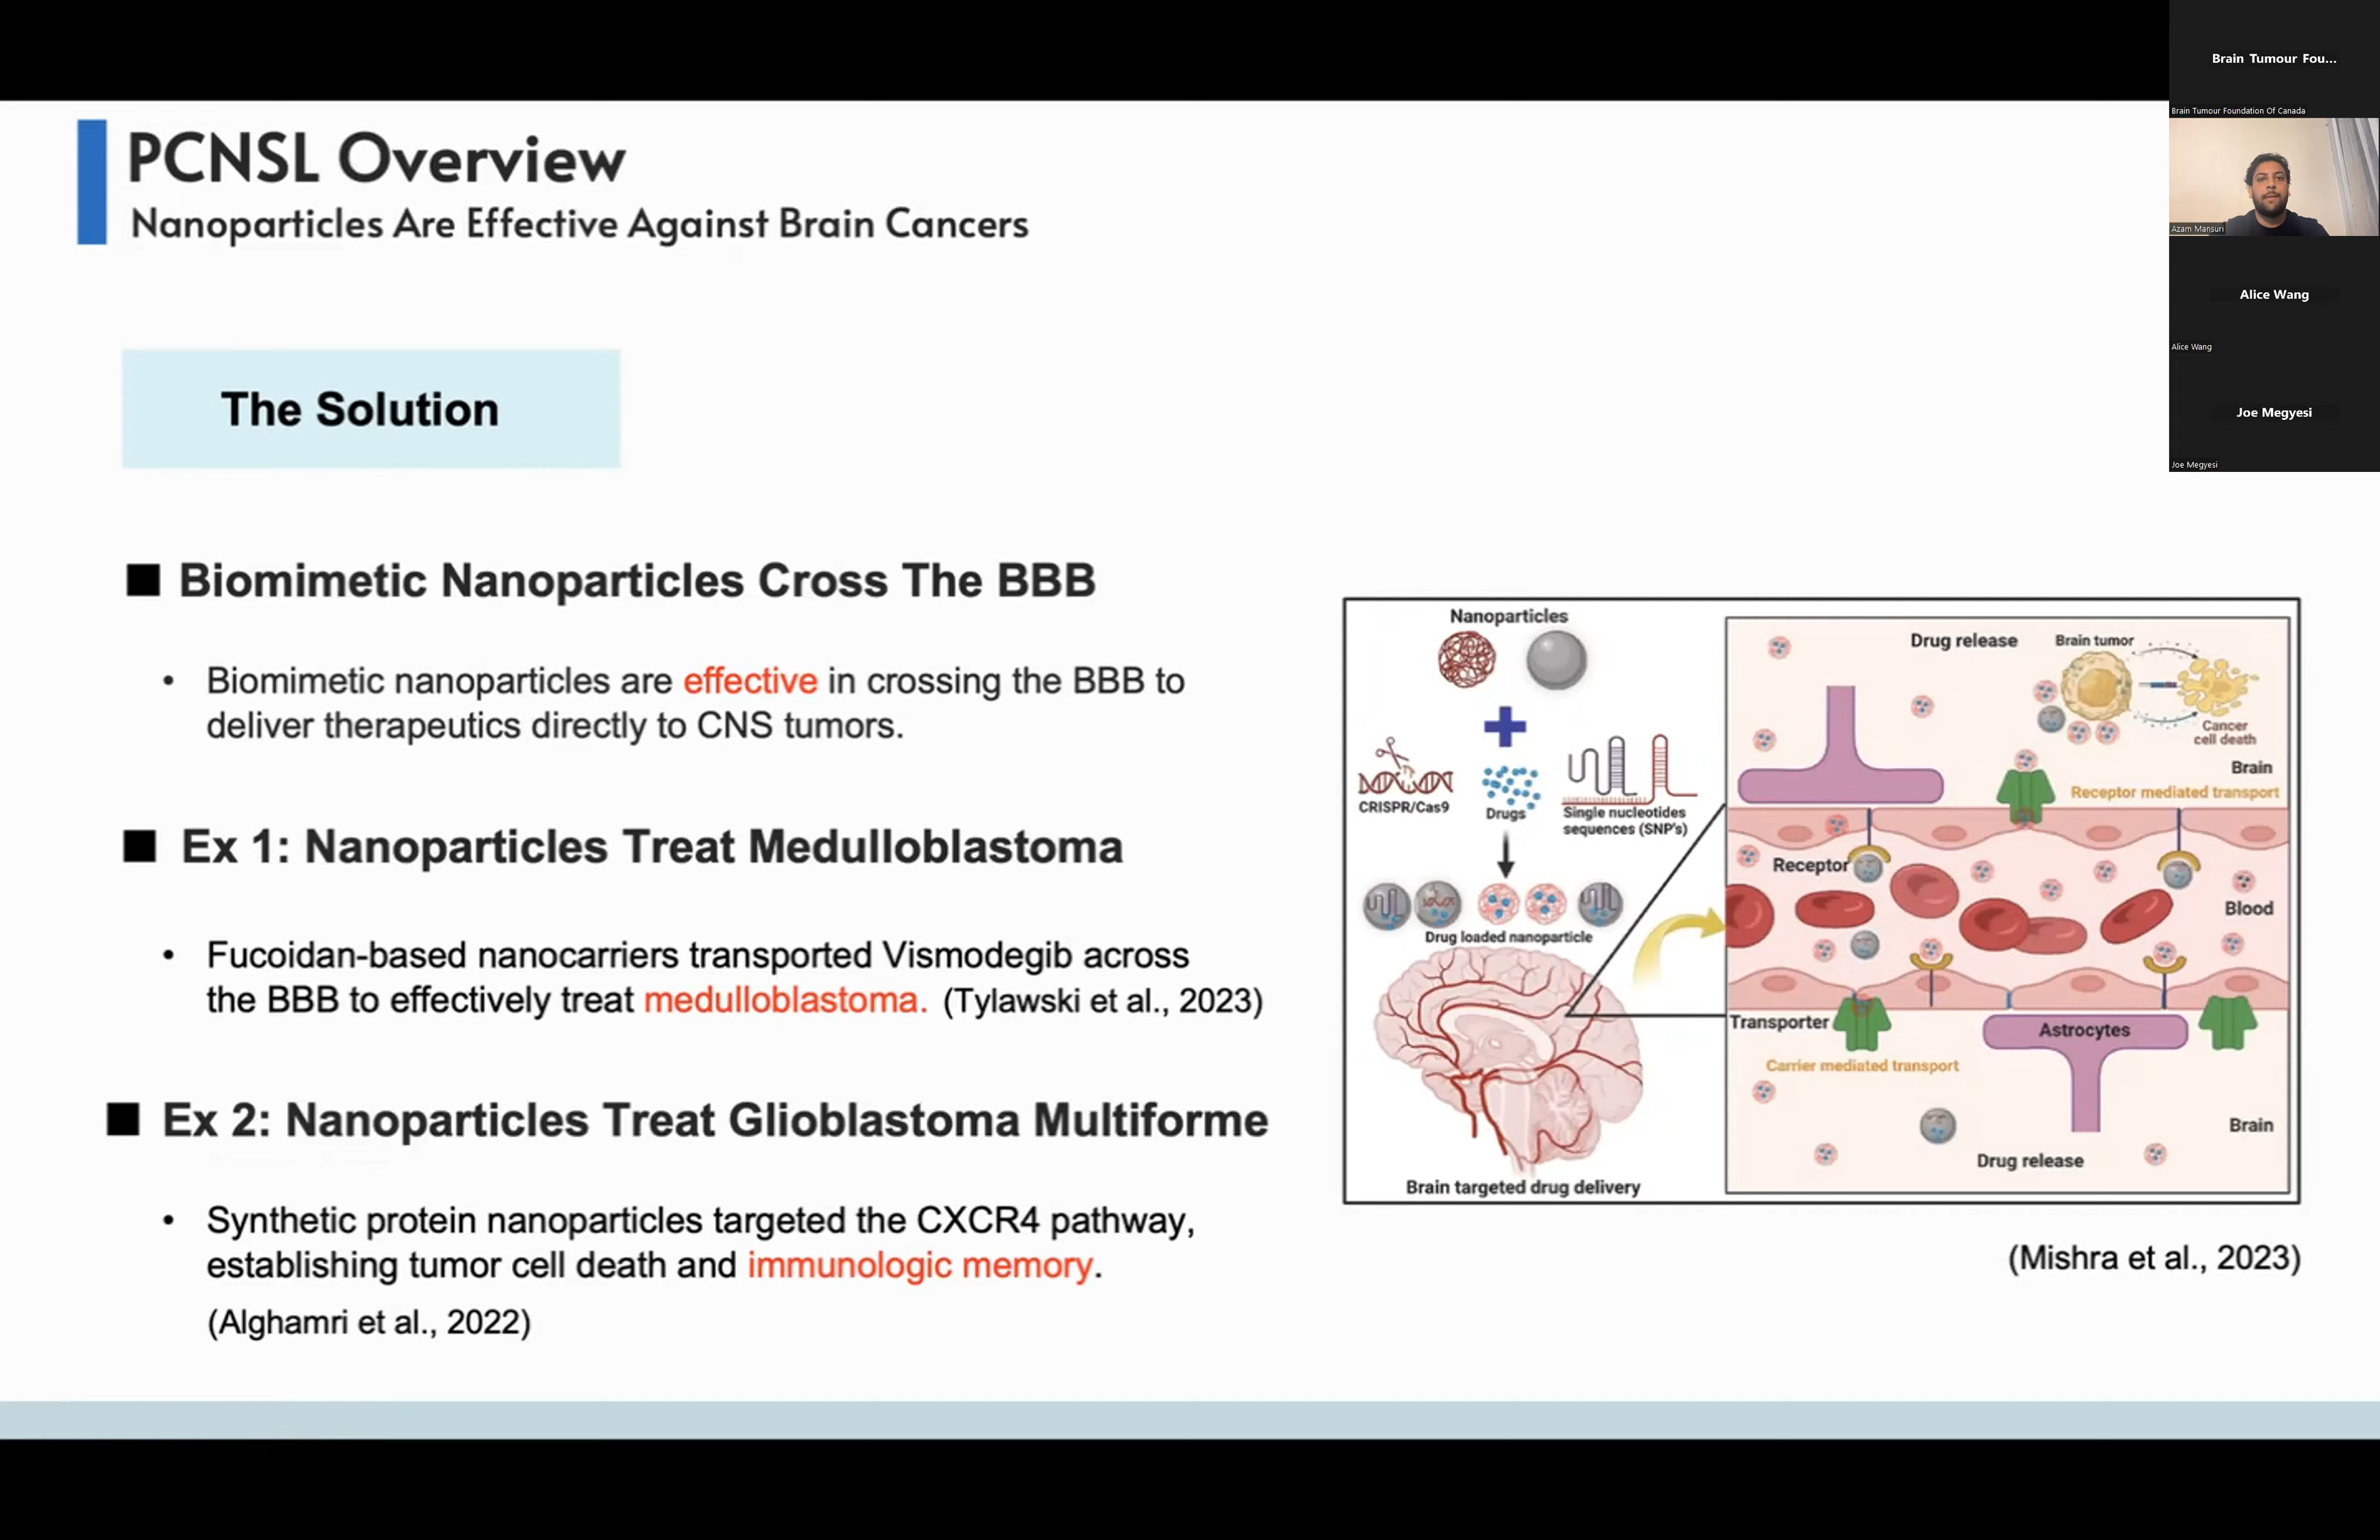 PCNSL Overview
Nanoparticles Are Effective Against Brain Cancers
The Solution
Biomimetic Nanoparticles Cross The BBB
• Biomimetic nanoparticles are effective in crossing the BBB to
deliver therapeutics directly to CNS tumors.
Ex 1: Nanoparticles Treat Medulloblastoma
• Fucoidan-based nanocarriers transported Vismodegib across
the BBB to effectively treat medulloblastoma. (Tylawski et al., 2023)
Ex 2: Nanoparticles Treat Glioblastoma Multiforme
• Synthetic protein nanoparticles targeted the CXCR4 pathway,
establishing tumor cell death and immunologic memory.
(Alghamri et al., 2022)
Nanoparticles
CRISPR/Cas9
Drugs
Single nucleotides
sequences (SNP's)
Drug loaded nanoparticle
Brain targeted drug delivery
Drug release
Brain tumor
Cancer
cell death
Brain
Receptor mediated transport
Receptor
Blood
Transporter
Astrocytes
Carrier mediated transport
Brain
Drug release
(Mishra et al., 2023)
Brain Tumour Fou...
Brain Tumour Foundation Of Canada
Azam Mansuri
Alice Wang
Alice Wang
Joe Megyesi
Joe Megyesi